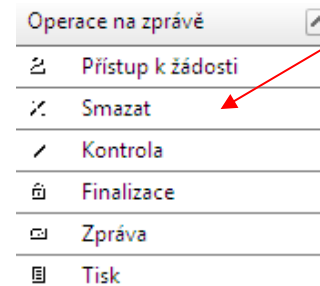 Operace na zprávě
Přístup k žádosti
Smazat
Kontrola
Finalizace
Zpráva
Tisk